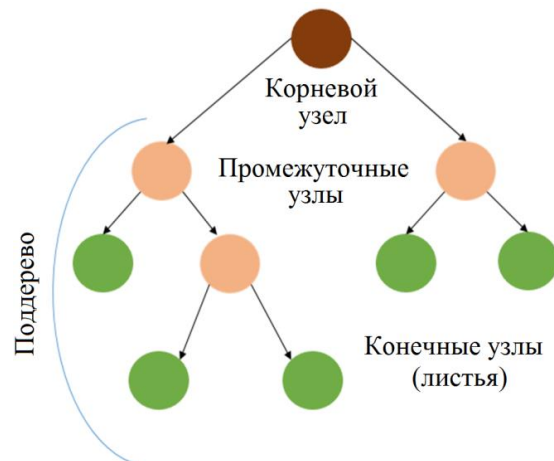 Корневой
узел
Промежуточные
узлы
Поддерево
Конечные узлы
(листья)